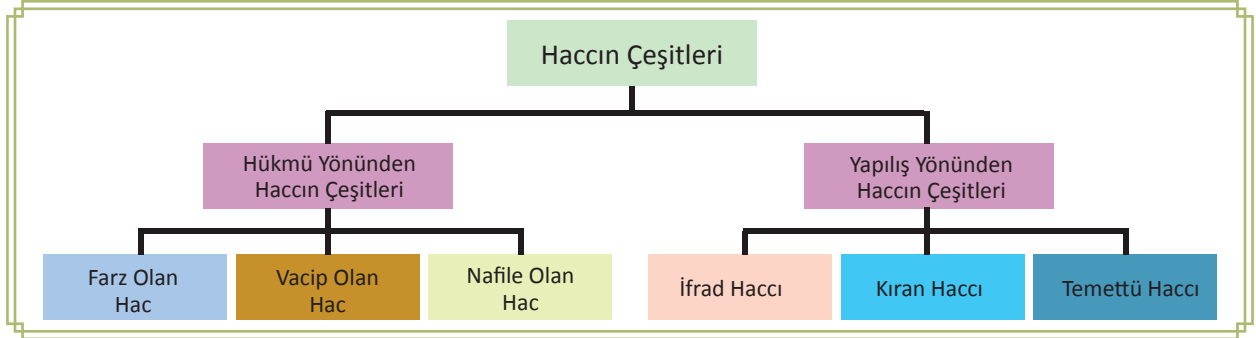 Haccın Çeşitleri
Hükmü Yönünden
Haccın Çeşitleri
Yapılış Yönünden
Haccın Çeşitleri
Farz Olan
Hac
Vacip Olan
Hac
Nafile Olan
Hac
İfrad Haccı
Kıran Haccı
Temettü Haccı